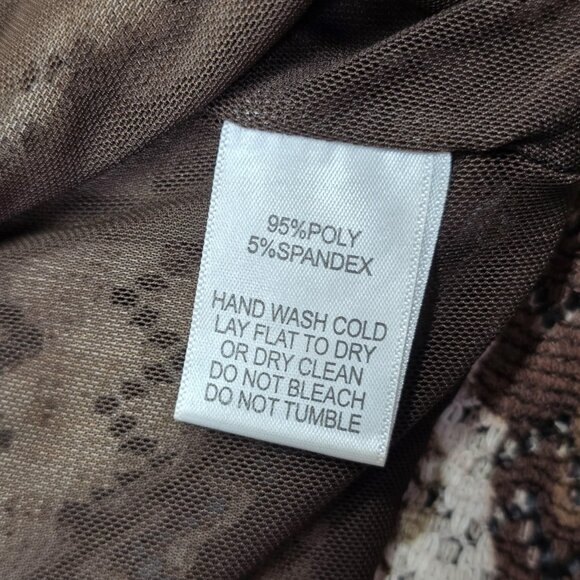 95%POLY
5%SPANDEX
HAND WASH COLD
LAY FLAT TO DRY
OR DRY CLEAN
DO NOT BLEACH
DO NOT TUMBLE